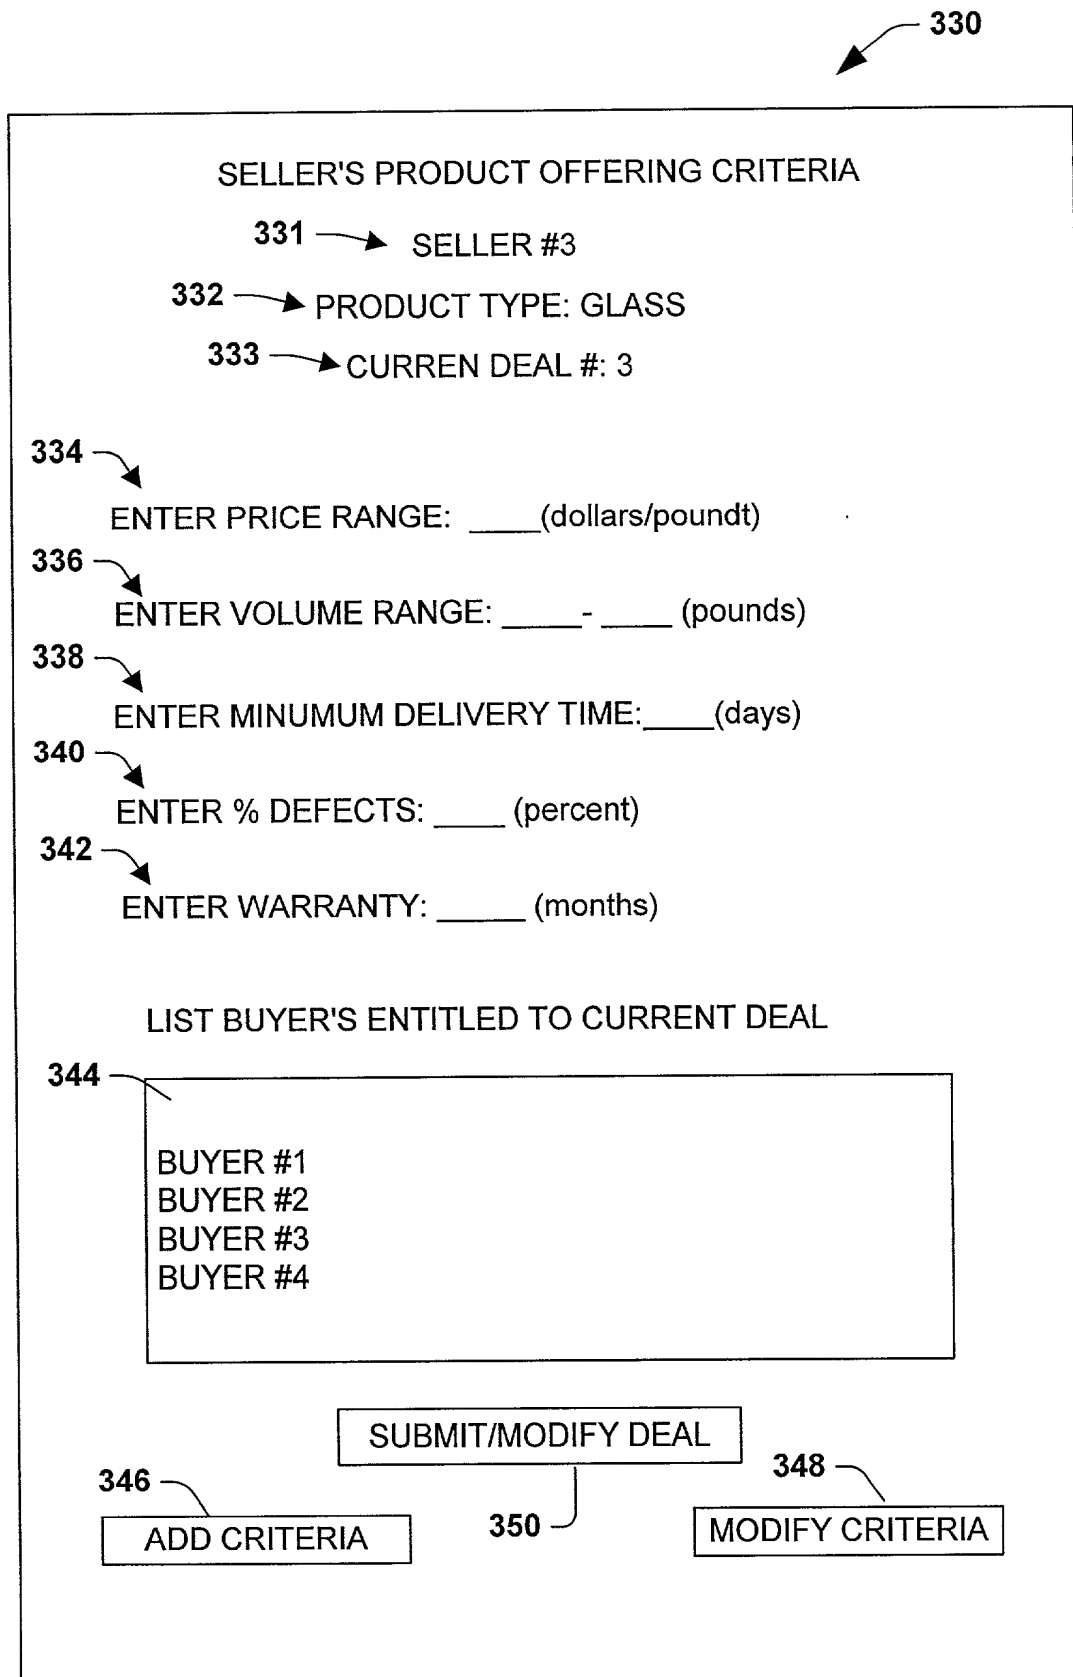 330
SELLER'S PRODUCT OFFERING CRITERIA
331 SELLER #3
332 PRODUCT TYPE: GLASS
333 CURREN DEAL #: 3
334
ENTER PRICE RANGE: ____(dollars/poundt)
336
ENTER VOLUME RANGE: ____- ____ (pounds)
338
ENTER MINUMUM DELIVERY TIME:____(days)
340
ENTER % DEFECTS: ____ (percent)
342
ENTER WARRANTY: _____ (months)
LIST BUYER'S ENTITLED TO CURRENT DEAL
344
BUYER #1
BUYER #2
BUYER #3
BUYER #4
SUBMIT/MODIFY DEAL
346 350 348
ADD CRITERIA MODIFY CRITERIA